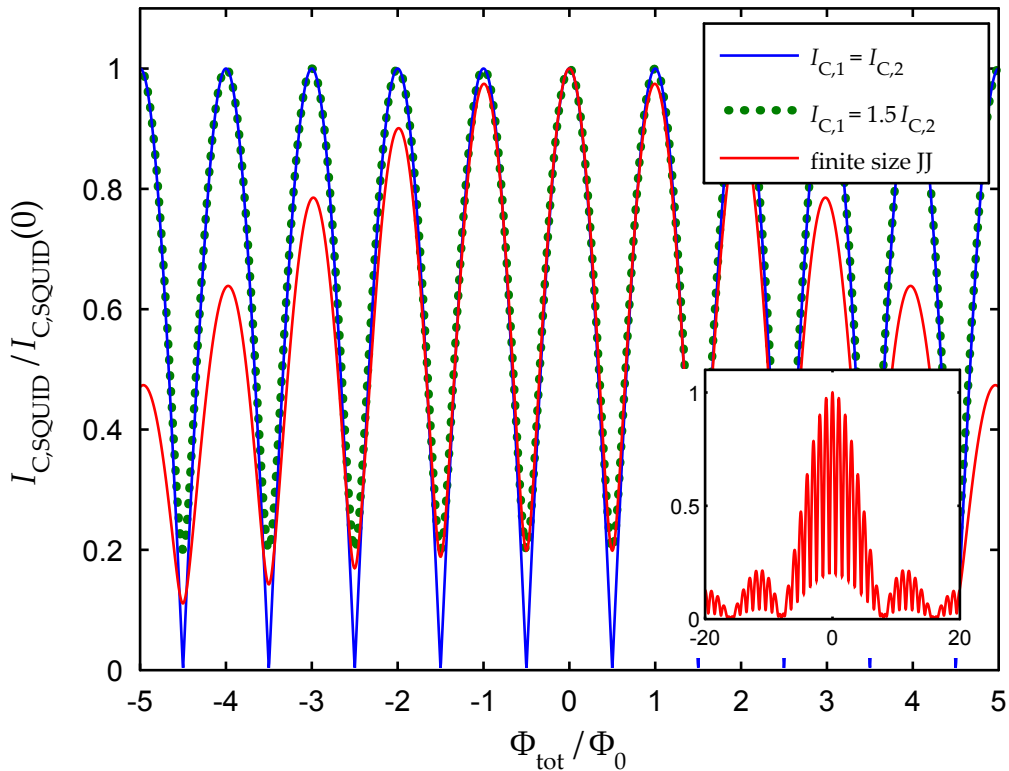 I_C,SQUID / I_C,SQUID(0)
1
0.8
0.6
0.4
0.2
0
I_C,1 = I_C,2
I_C,1 = 1.5 I_C,2
finite size JJ
1
0.5
0
-20 0 20
-5 -4 -3 -2 -1 0 1 2 3 4 5
Φ_tot / Φ_0